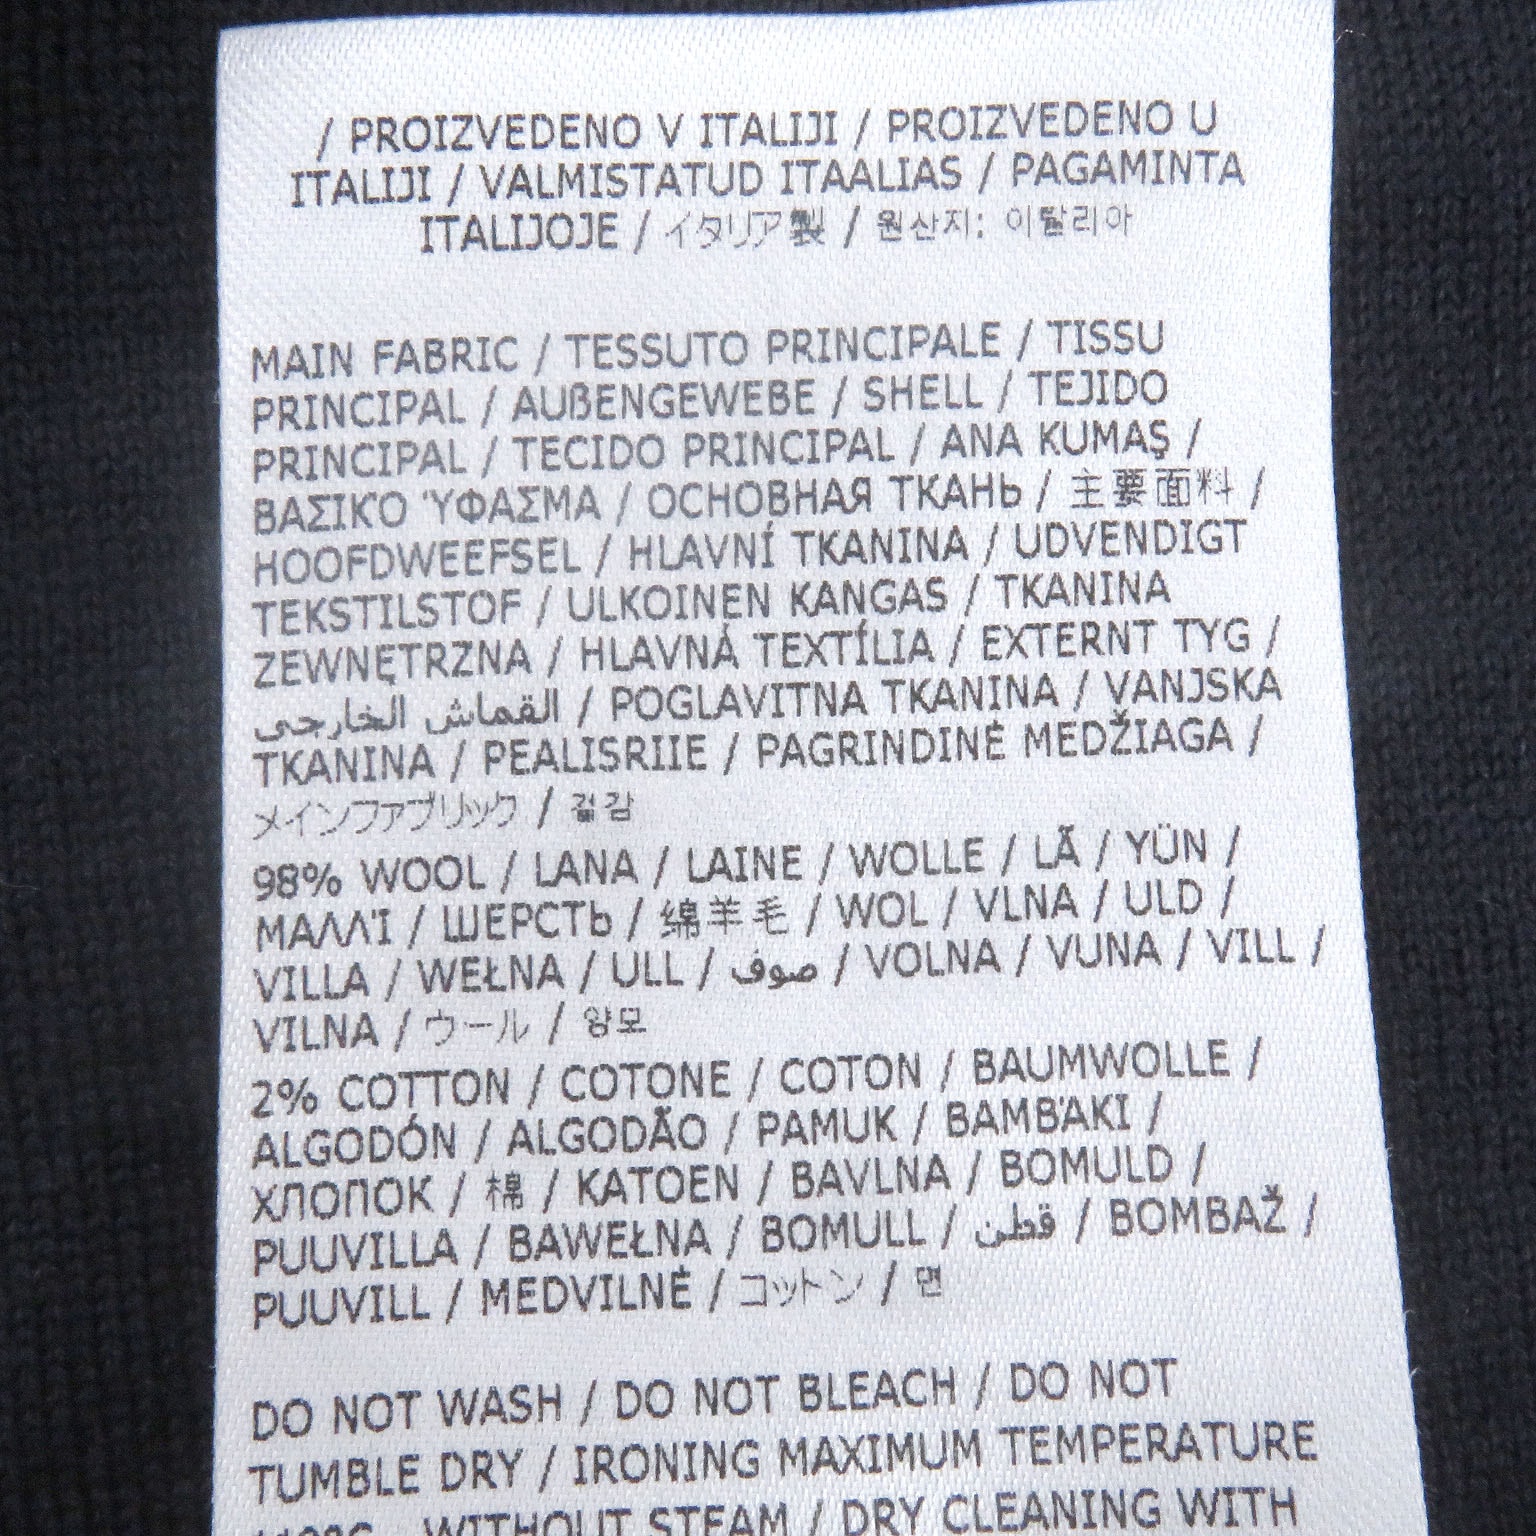 / PROIZVEDENO V ITALIJI / PROIZVEDENO U
ITALIJI / VALMISTATUD ITAALIAS / PAGAMINTA
ITALIJOJE / イタリア製 / 원산지: 이탈리아
MAIN FABRIC / TESSUTO PRINCIPALE / TISSU
PRINCIPAL / AUßENGEWEBE / SHELL / TEJIDO
PRINCIPAL / TECIDO PRINCIPAL / ANA KUMAŞ /
ΒΑΣΙΚΟ ΎΦΑΣΜΑ / ОСНОВНАЯ ТКАНЬ / 主要面料 /
HOOFDWEEFSEL / HLAVNÍ TKANINA / UDVENDIGT
TEKSTILSTOF / ULKOINEN KANGAS / TKANINA
ZEWNĘTRZNA / HLAVNÁ TEXTÍLIA / EXTERNT TYG /
القماش الخارجى / POGLAVITNA TKANINA / VANJSKA
TKANINA / PEALISRIIE / PAGRINDINĖ MEDŽIAGA /
メインファブリック / 겉감
98% WOOL / LANA / LAINE / WOLLE / LÃ / YÜN /
ΜΑΛΛΊ / ШЕРСТЬ / 绵羊毛 / WOL / VLNA / ULD /
VILLA / WEŁNA / ULL / صوف / VOLNA / VUNA / VILL /
VILNA / ウール / 양모
2% COTTON / COTONE / COTON / BAUMWOLLE /
ALGODÓN / ALGODÃO / PAMUK / ΒΑΜΒΆΚΙ /
ХЛОПОК / 棉 / KATOEN / BAVLNA / BOMULD /
PUUVILLA / BAWEŁNA / BOMULL / قطن / BOMBAŽ /
PUUVILL / MEDVILNĖ / コットン / 면
DO NOT WASH / DO NOT BLEACH / DO NOT
TUMBLE DRY / IRONING MAXIMUM TEMPERATURE
WITHOUT STEAM / DRY CLEANING WITH